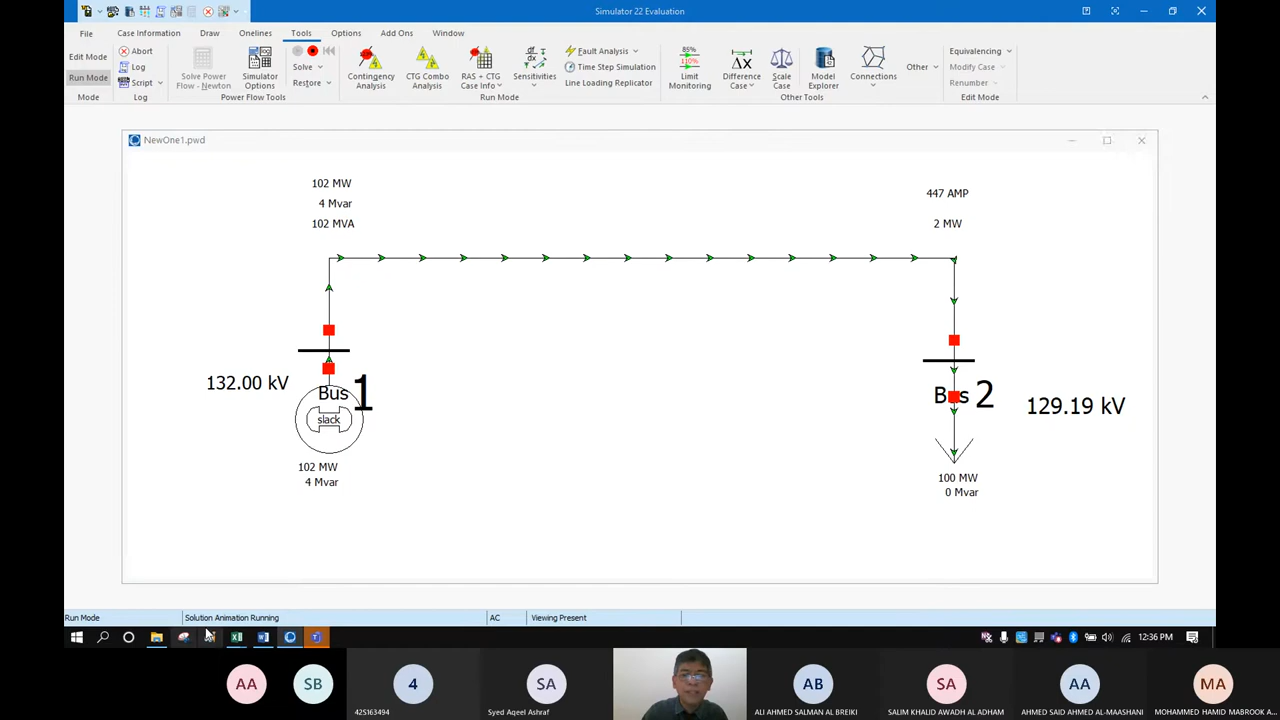 Simulator 22 Evaluation
File Case Information Draw Onelines Tools Options Add Ons Window
Edit Mode
Run Mode
Mode
Abort
Log
Script
Log
Solve Power
Flow - Newton
Simulator
Options
Solve
Restore
Power Flow Tools
Contingency
Analysis
CTG Combo
Analysis
RAS + CTG
Case Info
Sensitivities
Fault Analysis
Time Step Simulation
Line Loading Replicator
Run Mode
85%
110%
Limit
Monitoring
Difference
Case
Scale
Case
Model
Explorer
Connections
Other
Other Tools
Equivalencing
Modify Case
Renumber
Edit Mode
NewOne1.pwd
102 MW
4 Mvar
102 MVA
447 AMP
2 MW
132.00 kV
Bus 1
slack
102 MW
4 Mvar
Bus 2
129.19 kV
100 MW
0 Mvar
Run Mode Solution Animation Running AC Viewing Present
12:36 PM
AA
SB
4
42S163494
SA
Syed Aqeel Ashraf
AB
ALI AHMED SALMAN AL BREIKI
SA
SALIM KHALID AWADH AL ADHAM
AA
AHMED SAID AHMED AL-MAASHANI
MA
MOHAMMED HAMID MABROOK A...